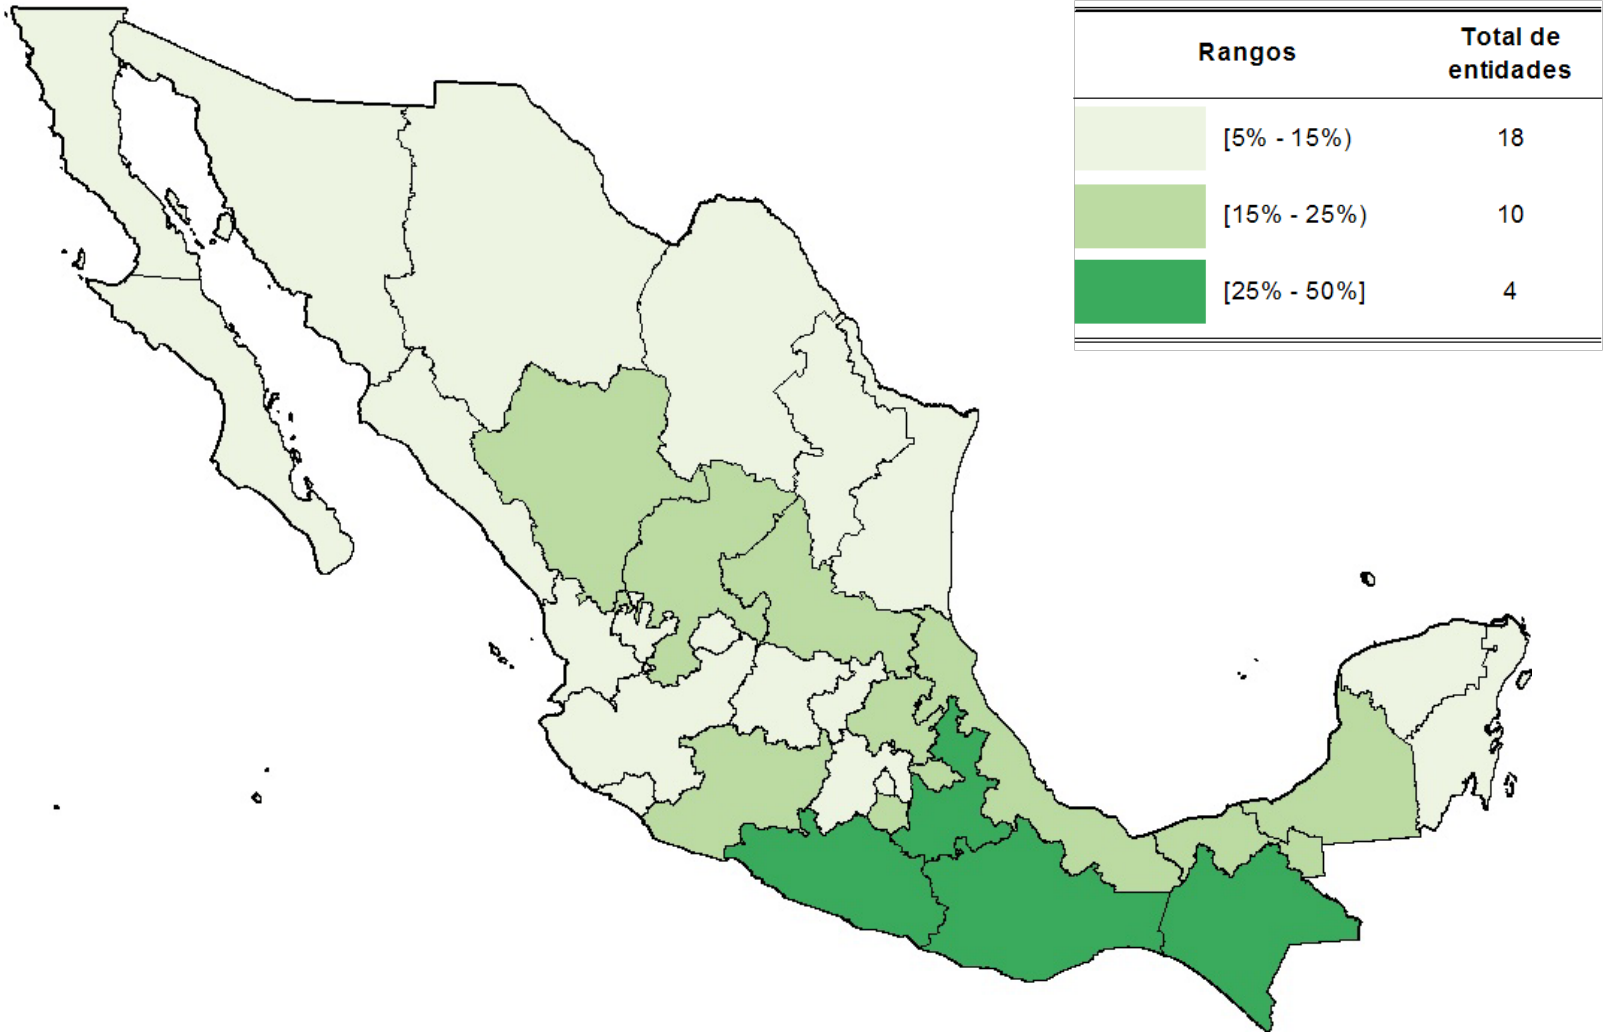 Rangos
Total de
entidades
[5% - 15%) 18
[15% - 25%) 10
[25% - 50%] 4